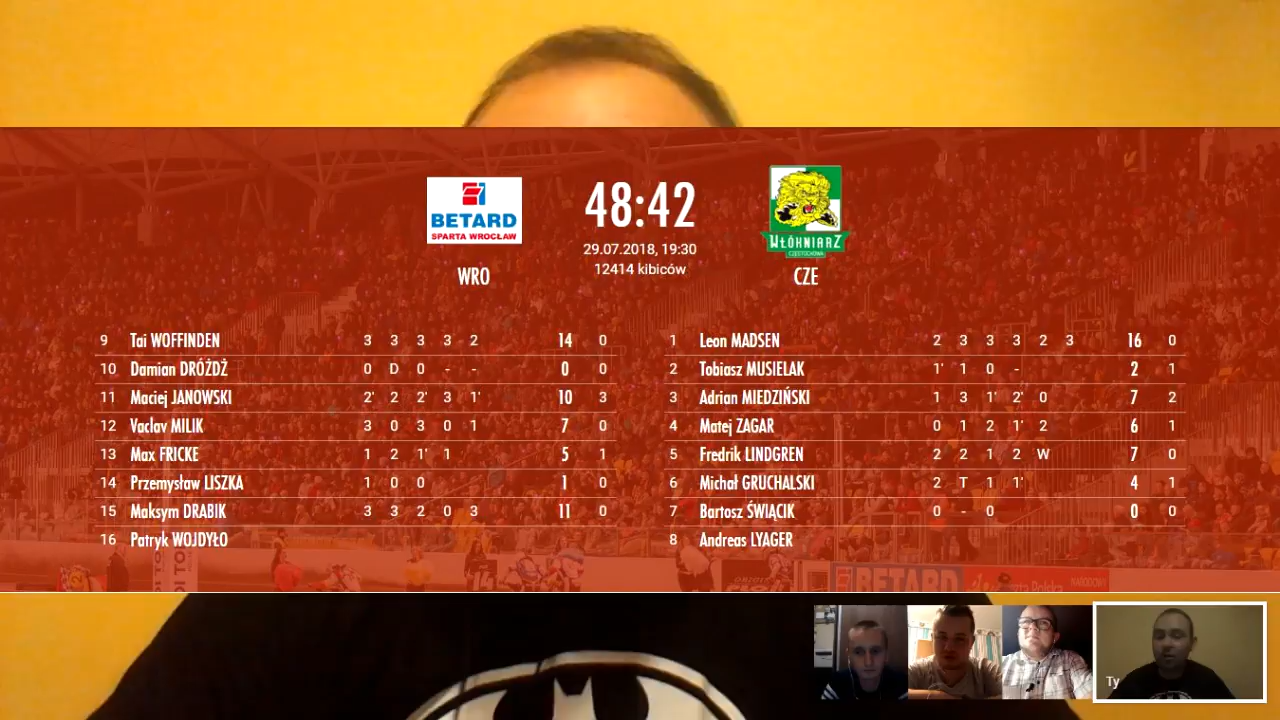 BETARD
SPARTA WROCŁAW
48:42
WŁÓKNIARZ
CZĘSTOCHOWA
29.07.2018, 19:30
12414 kibiców
WRO
CZE
9 Tai WOFFINDEN 3 3 3 3 2 14 0
10 Damian DRÓŻDŻ 0 D 0 - - 0 0
11 Maciej JANOWSKI 2' 2 2' 3 1' 10 3
12 Vaclav MILIK 3 0 3 0 1 7 0
13 Max FRICKE 1 2 1' 1 5 1
14 Przemysław LISZKA 1 0 0 1 0
15 Maksym DRABIK 3 3 2 0 3 11 0
16 Patryk WOJDYŁO
1 Leon MADSEN 2 3 3 3 2 3 16 0
2 Tobiasz MUSIELAK 1' 1 0 - 2 1
3 Adrian MIEDZIŃSKI 1 3 1' 2' 0 7 2
4 Matej ZAGAR 0 1 2 1' 2 6 1
5 Fredrik LINDGREN 2 2 1 2 W 7 0
6 Michał GRUCHALSKI 2 T 1 1' 4 1
7 Bartosz ŚWIĄCIK 0 - 0 0 0
8 Andreas LYAGER
BETARD
Poczta Polska
NARODOWY
Ty